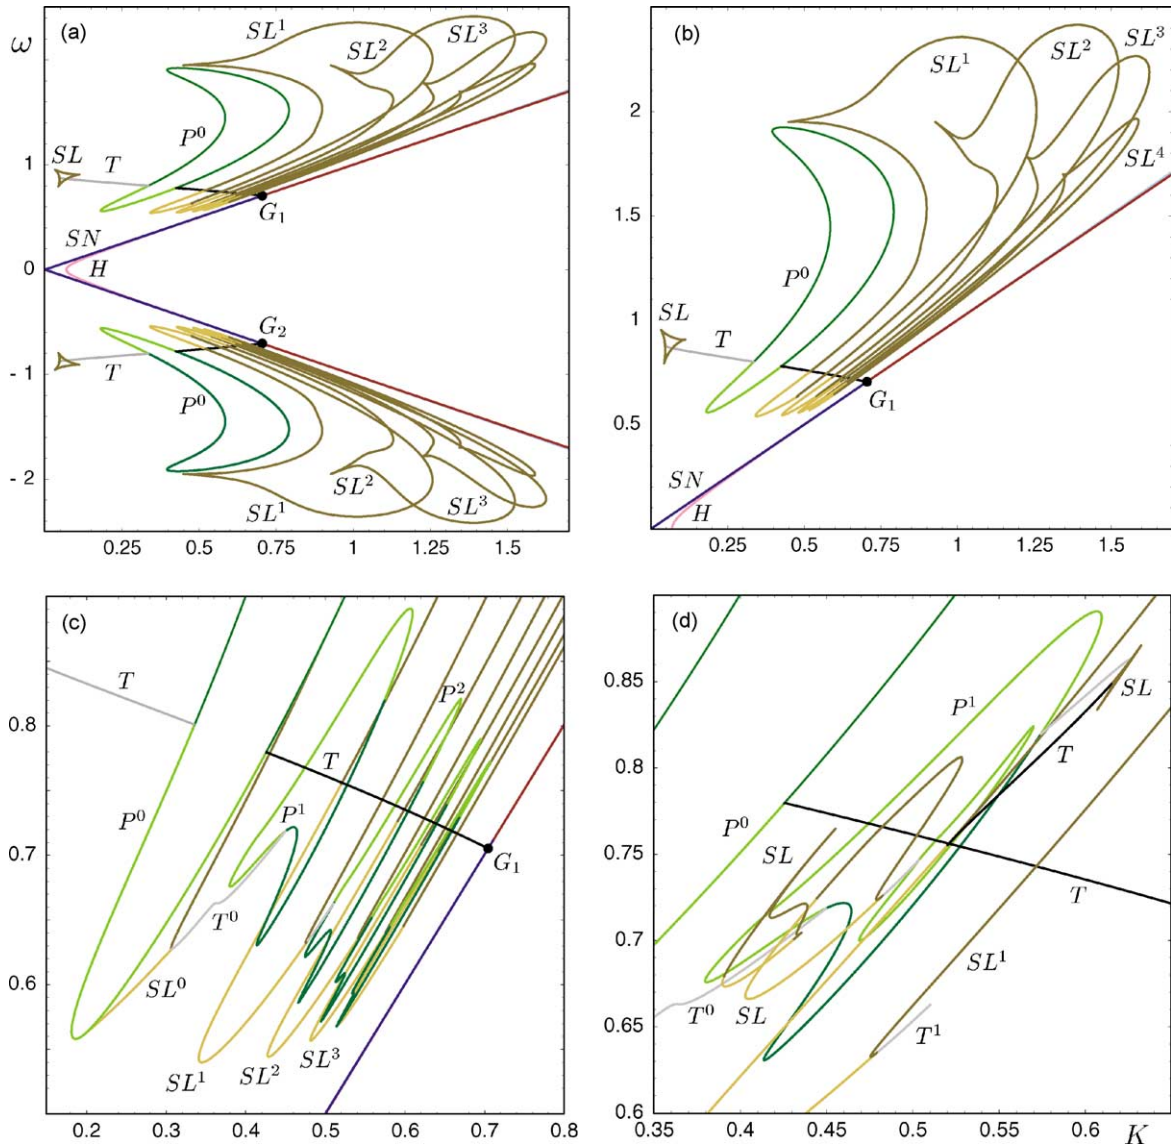 (a)
ω
SL¹
SL²
SL³
P⁰
SL
T
1
G₁
SN
0
H
G₂
T
- 1
P⁰
SL²
SL³
SL¹
- 2
0.25 0.5 0.75 1 1.25 1.5
(b)
SL¹
SL²
SL³
2
SL⁴
1.5
P⁰
SL
1
T
G₁
0.5
SN
H
0.25 0.5 0.75 1 1.25 1.5
(c)
T
0.8
P²
T
P⁰
P¹
0.7
G₁
T⁰
SL⁰
0.6
SL³
SL²
SL¹
0.2 0.3 0.4 0.5 0.6 0.7 0.8
(d)
0.85
SL
P¹
T
0.8
P⁰
SL
0.75
T
0.7
SL¹
T⁰
SL
0.65
T¹
0.6
0.35 0.4 0.45 0.5 0.55 0.6 K